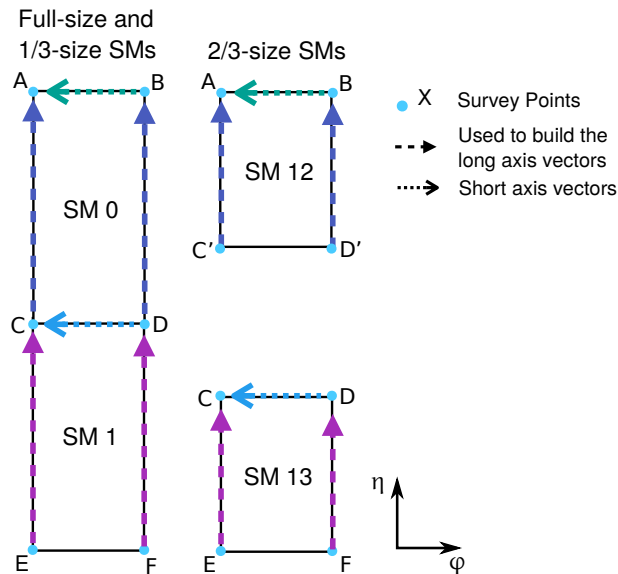 Full-size and
1/3-size SMs
2/3-size SMs
A
B
A
B
X Survey Points
Used to build the
long axis vectors
Short axis vectors
SM 0
SM 12
C'
D'
C
D
C
D
SM 1
SM 13
η
E
F
E
F
φ